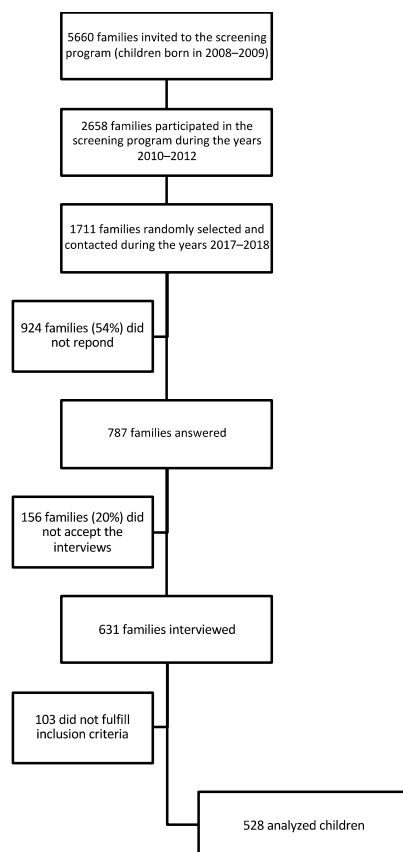 5660 families invited to the screening
program (children born in 2008–2009)
2658 families participated in the
screening program during the years
2010–2012
1711 families randomly selected and
contacted during the years 2017–2018
924 families (54%) did
not repond
787 families answered
156 families (20%) did
not accept the
interviews
631 families interviewed
103 did not fulfill
inclusion criteria
528 analyzed children